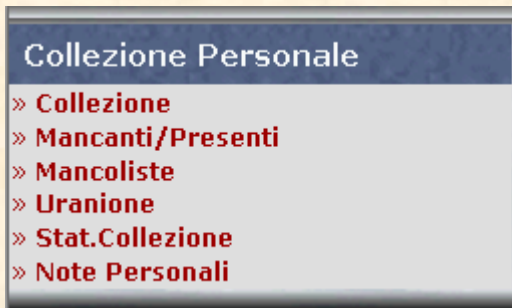 Collezione Personale
» Collezione
» Mancanti/Presenti
» Mancoliste
» Uranione
» Stat.Collezione
» Note Personali